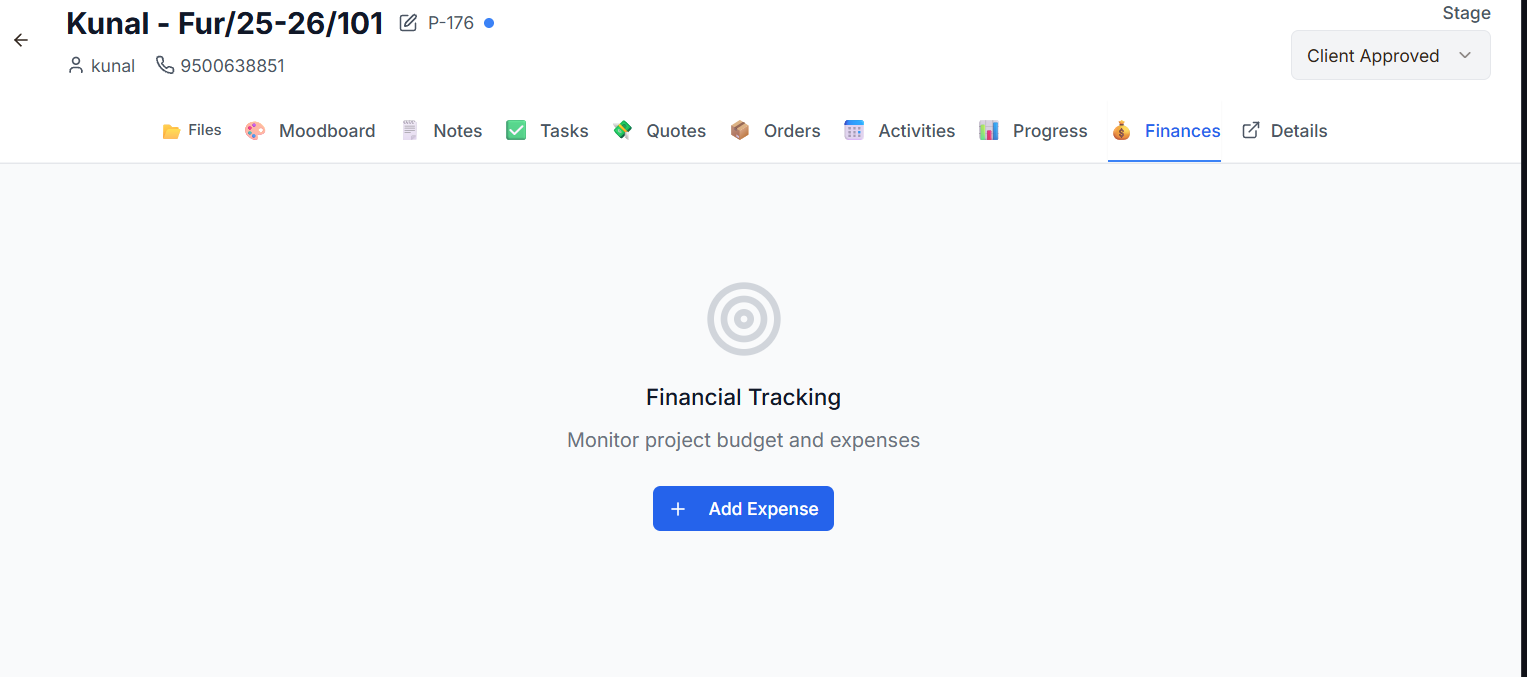 Kunal - Fur/25-26/101 P-176
Stage
kunal 9500638851
Client Approved
Files Moodboard Notes Tasks Quotes Orders Activities Progress Finances Details
Financial Tracking
Monitor project budget and expenses
+ Add Expense